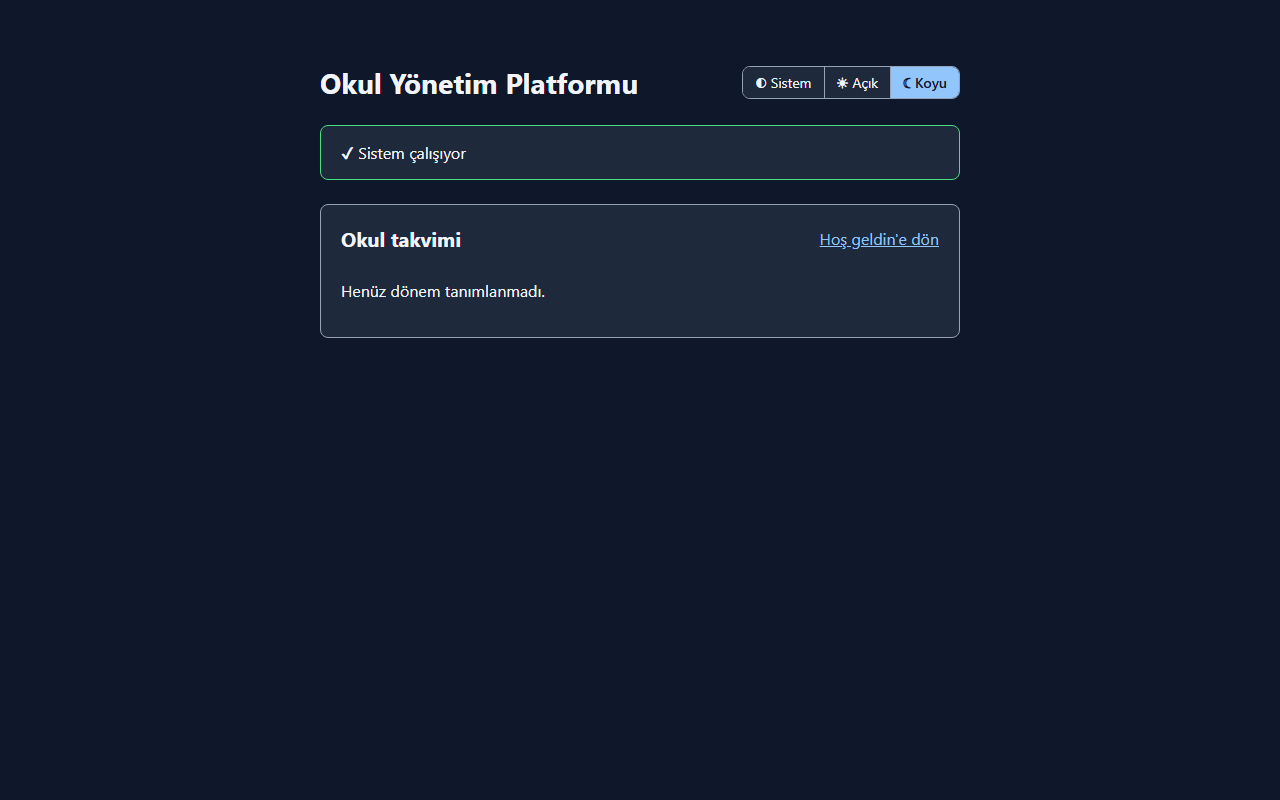 Okul Yönetim Platformu
◐ Sistem ☀ Açık ☾ Koyu
✓ Sistem çalışıyor
Okul takvimi Hoş geldin'e dön
Henüz dönem tanımlanmadı.